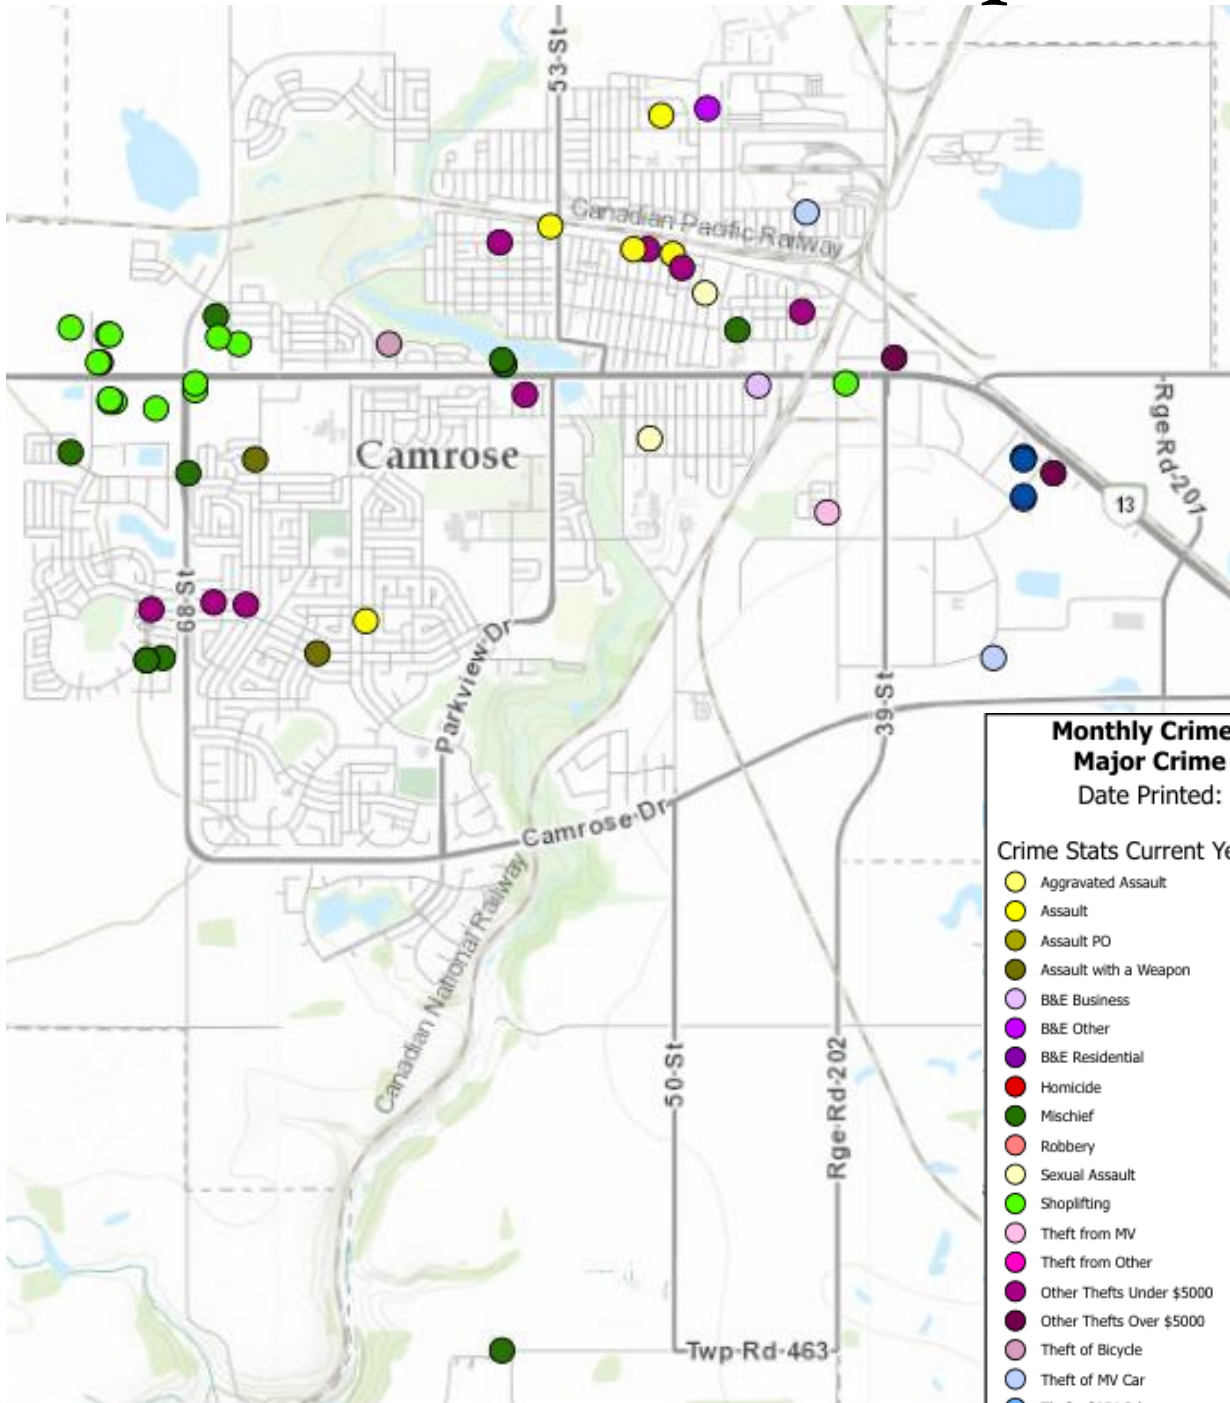 53-St
Canadian Pacific Railway
Rge Rd-201
Camrose
13
68-St
Parkview-Dr
39-St
Monthly Crime
Major Crime
Date Printed:
Camrose-Dr
Crime Stats Current Ye
Canadian National Railway
Aggravated Assault
Assault
Assault PO
Assault with a Weapon
B&E Business
B&E Other
B&E Residential
50-St
Rge-Rd-202
Homicide
Mischief
Robbery
Sexual Assault
Shoplifting
Theft from MV
Theft from Other
Other Thefts Under $5000
Other Thefts Over $5000
Twp-Rd-463
Theft of Bicycle
Theft of MV Car